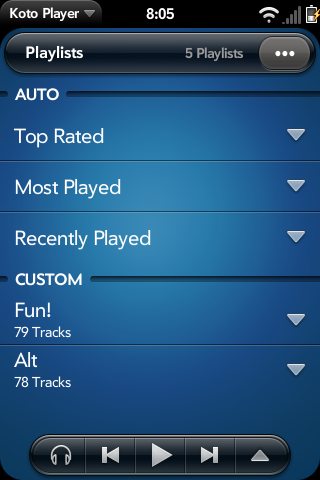 Koto Player 8:05
Playlists 5 Playlists
AUTO
Top Rated
Most Played
Recently Played
CUSTOM
Fun!
79 Tracks
Alt
78 Tracks